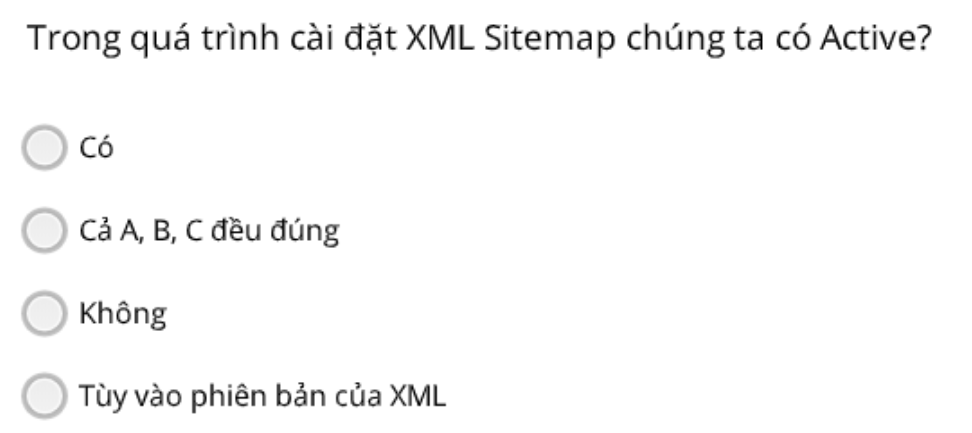 Trong quá trình cài đặt XML Sitemap chúng ta có Active?
Có
Cả A, B, C đều đúng
Không
Tùy vào phiên bản của XML